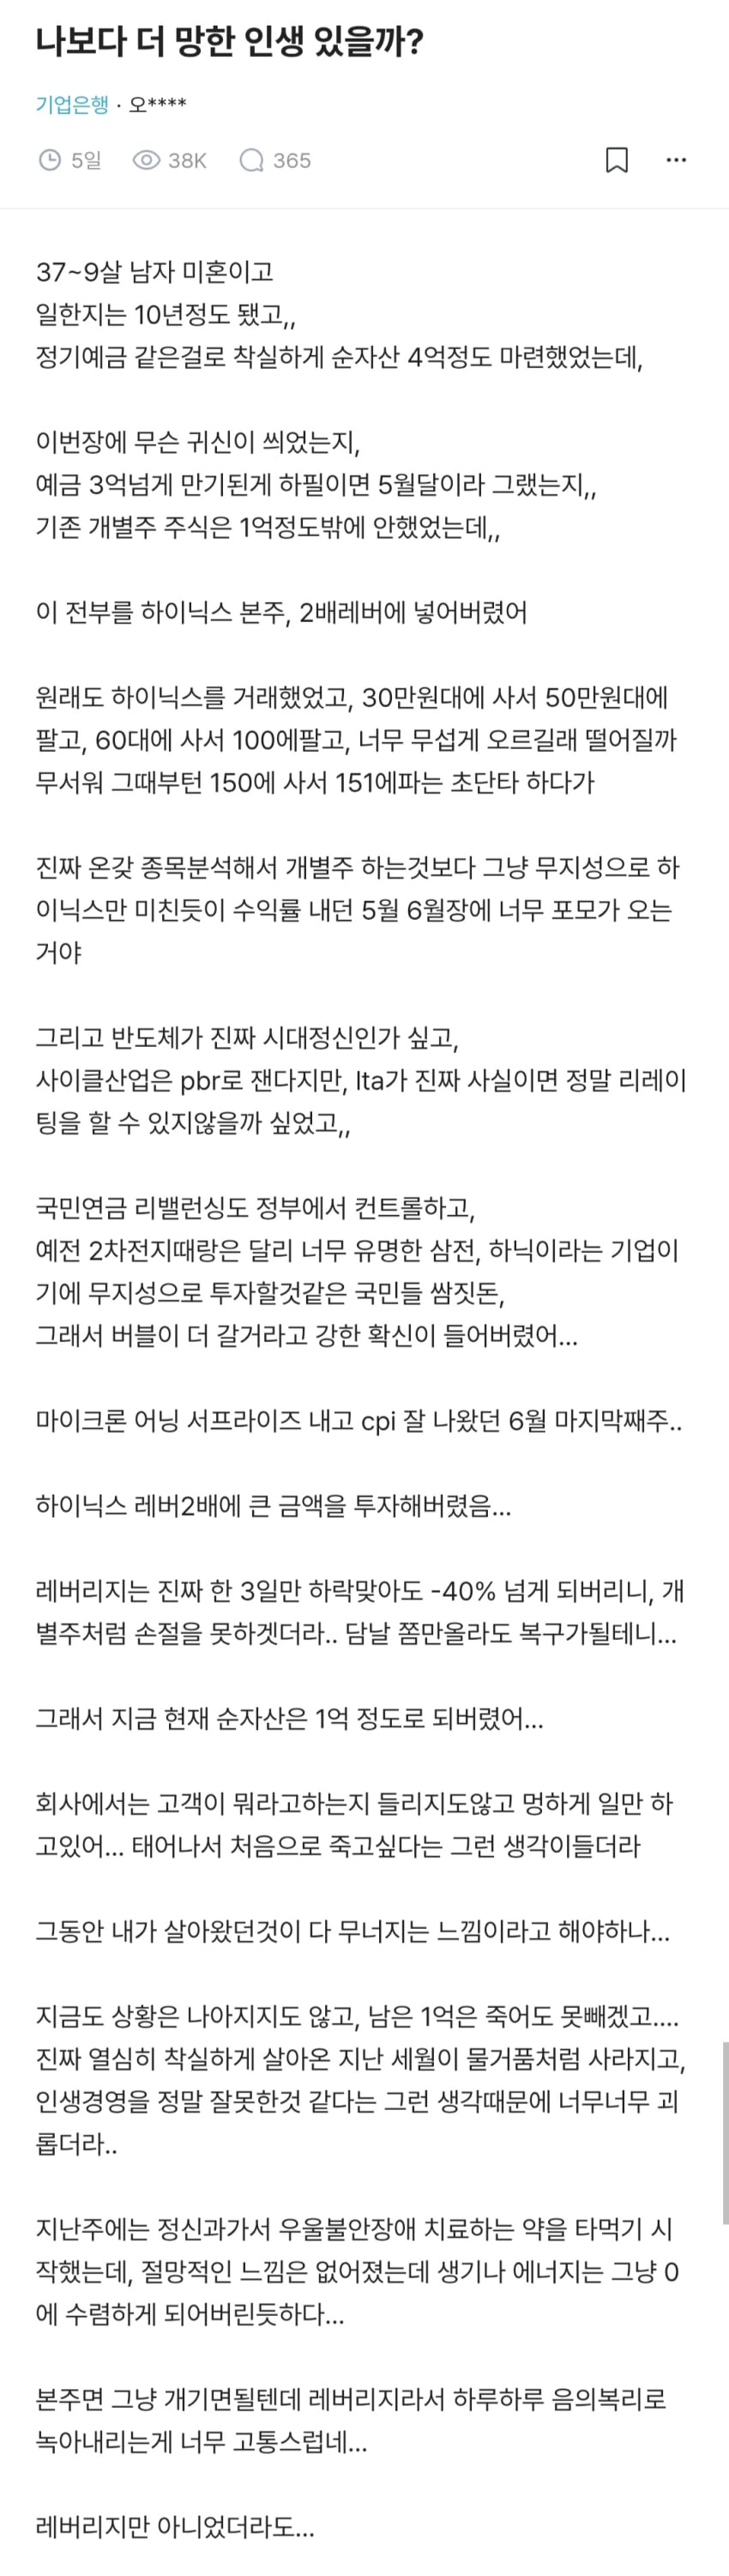 나보다 더 망한 인생 있을까?
기업은행 · 오****
5일 38K 365
37~9살 남자 미혼이고
일한지는 10년정도 됐고,,
정기예금 같은걸로 착실하게 순자산 4억정도 마련했었는데,
이번장에 무슨 귀신이 씌었는지,
예금 3억넘게 만기된게 하필이면 5월달이라 그랬는지,,
기존 개별주 주식은 1억정도밖에 안했었는데,,
이 전부를 하이닉스 본주, 2배레버에 넣어버렸어
원래도 하이닉스를 거래했었고, 30만원대에 사서 50만원대에
팔고, 60대에 사서 100에팔고, 너무 무섭게 오르길래 떨어질까
무서워 그때부턴 150에 사서 151에파는 초단타 하다가
진짜 온갖 종목분석해서 개별주 하는것보다 그냥 무지성으로 하
이닉스만 미친듯이 수익률 내던 5월 6월장에 너무 포모가 오는
거야
그리고 반도체가 진짜 시대정신인가 싶고,
사이클산업은 pbr로 잰다지만, lta가 진짜 사실이면 정말 리레이
팅을 할 수 있지않을까 싶었고,,
국민연금 리밸런싱도 정부에서 컨트롤하고,
예전 2차전지때랑은 달리 너무 유명한 삼전, 하닉이라는 기업이
기에 무지성으로 투자할것같은 국민들 쌈짓돈,
그래서 버블이 더 갈거라고 강한 확신이 들어버렸어...
마이크론 어닝 서프라이즈 내고 cpi 잘 나왔던 6월 마지막째주..
하이닉스 레버2배에 큰 금액을 투자해버렸음...
레버리지는 진짜 한 3일만 하락맞아도 -40% 넘게 되버리니, 개
별주처럼 손절을 못하겟더라.. 담날 쫌만올라도 복구가될테니...
그래서 지금 현재 순자산은 1억 정도로 되버렸어...
회사에서는 고객이 뭐라고하는지 들리지도않고 멍하게 일만 하
고있어... 태어나서 처음으로 죽고싶다는 그런 생각이들더라
그동안 내가 살아왔던것이 다 무너지는 느낌이라고 해야하나...
지금도 상황은 나아지지도 않고, 남은 1억은 죽어도 못빼겠고....
진짜 열심히 착실하게 살아온 지난 세월이 물거품처럼 사라지고,
인생경영을 정말 잘못한것 같다는 그런 생각때문에 너무너무 괴
롭더라..
지난주에는 정신과가서 우울불안장애 치료하는 약을 타먹기 시
작했는데, 절망적인 느낌은 없어졌는데 생기나 에너지는 그냥 0
에 수렴하게 되어버린듯하다...
본주면 그냥 개기면될텐데 레버리지라서 하루하루 음의복리로
녹아내리는게 너무 고통스럽네...
레버리지만 아니었더라도...